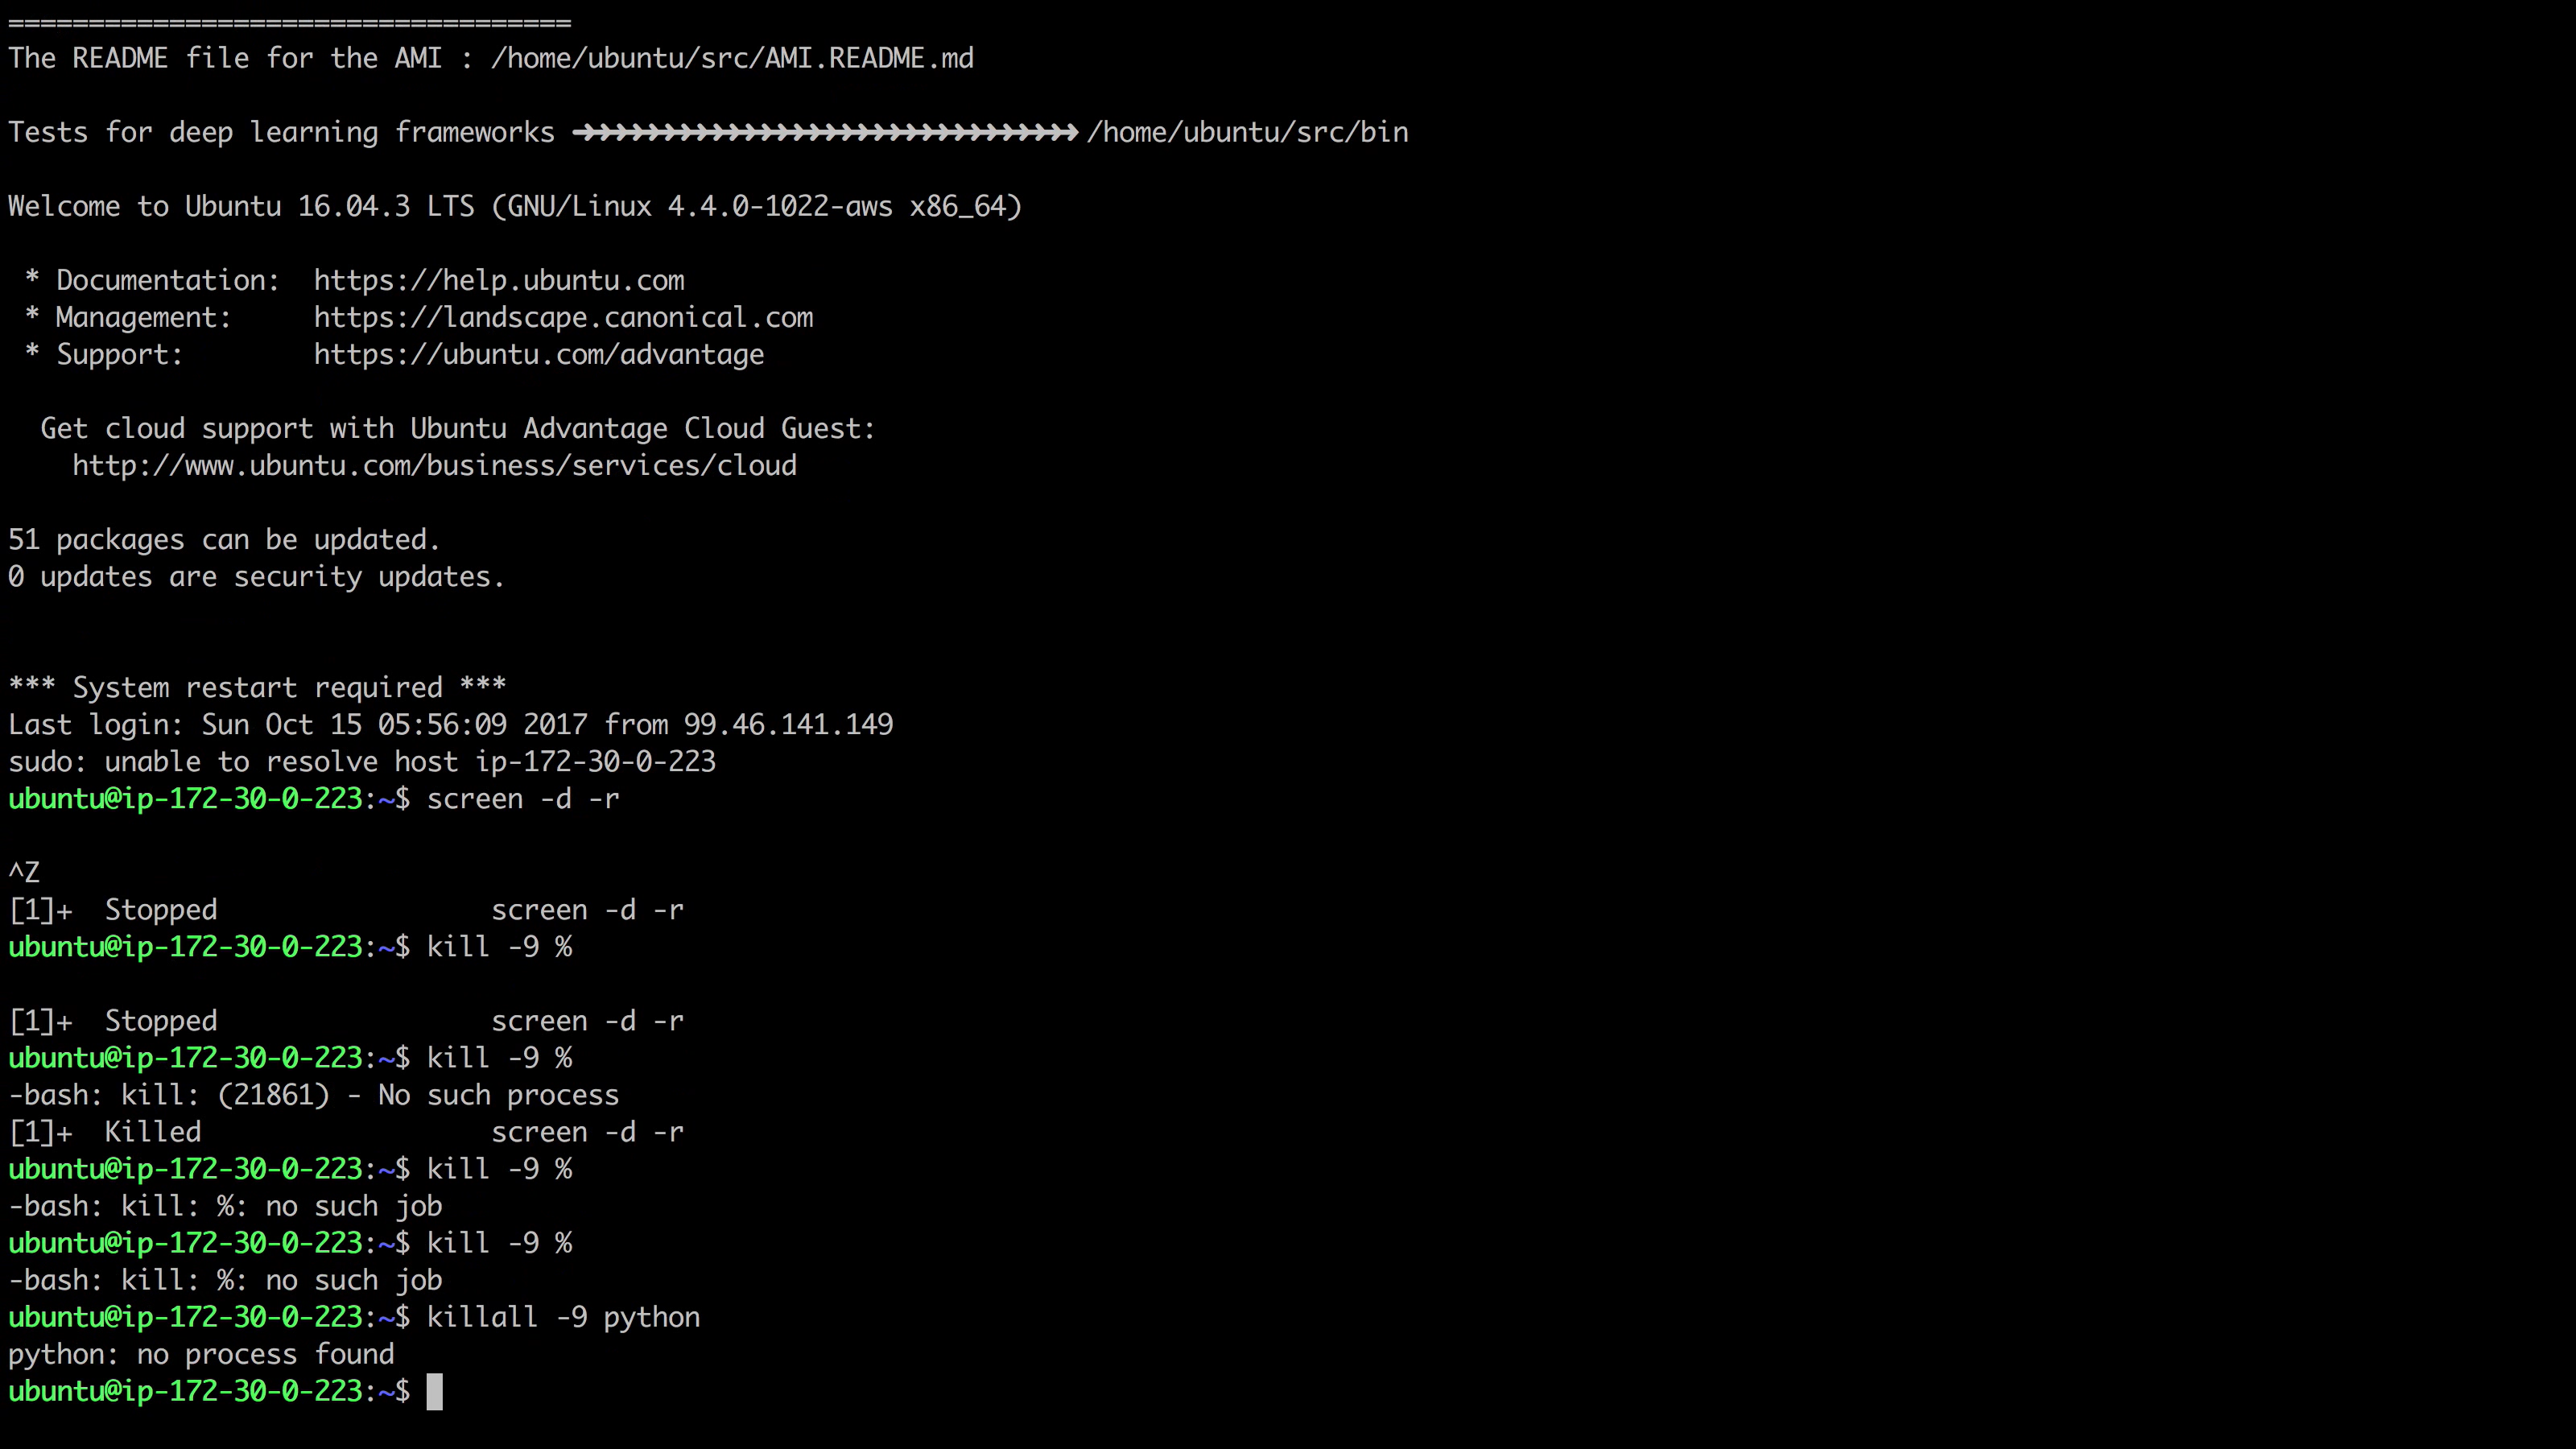 ===================================
The README file for the AMI : /home/ubuntu/src/AMI.README.md
Tests for deep learning frameworks →→→→→→→→→→→→→→→→→→→→→→→→→→→→→→→ /home/ubuntu/src/bin
Welcome to Ubuntu 16.04.3 LTS (GNU/Linux 4.4.0-1022-aws x86_64)
 * Documentation:  https://help.ubuntu.com
 * Management:     https://landscape.canonical.com
 * Support:        https://ubuntu.com/advantage
  Get cloud support with Ubuntu Advantage Cloud Guest:
    http://www.ubuntu.com/business/services/cloud
51 packages can be updated.
0 updates are security updates.
*** System restart required ***
Last login: Sun Oct 15 05:56:09 2017 from 99.46.141.149
sudo: unable to resolve host ip-172-30-0-223
ubuntu@ip-172-30-0-223:~$ screen -d -r
^Z
[1]+  Stopped                 screen -d -r
ubuntu@ip-172-30-0-223:~$ kill -9 %
[1]+  Stopped                 screen -d -r
ubuntu@ip-172-30-0-223:~$ kill -9 %
-bash: kill: (21861) - No such process
[1]+  Killed                  screen -d -r
ubuntu@ip-172-30-0-223:~$ kill -9 %
-bash: kill: %: no such job
ubuntu@ip-172-30-0-223:~$ kill -9 %
-bash: kill: %: no such job
ubuntu@ip-172-30-0-223:~$ killall -9 python
python: no process found
ubuntu@ip-172-30-0-223:~$